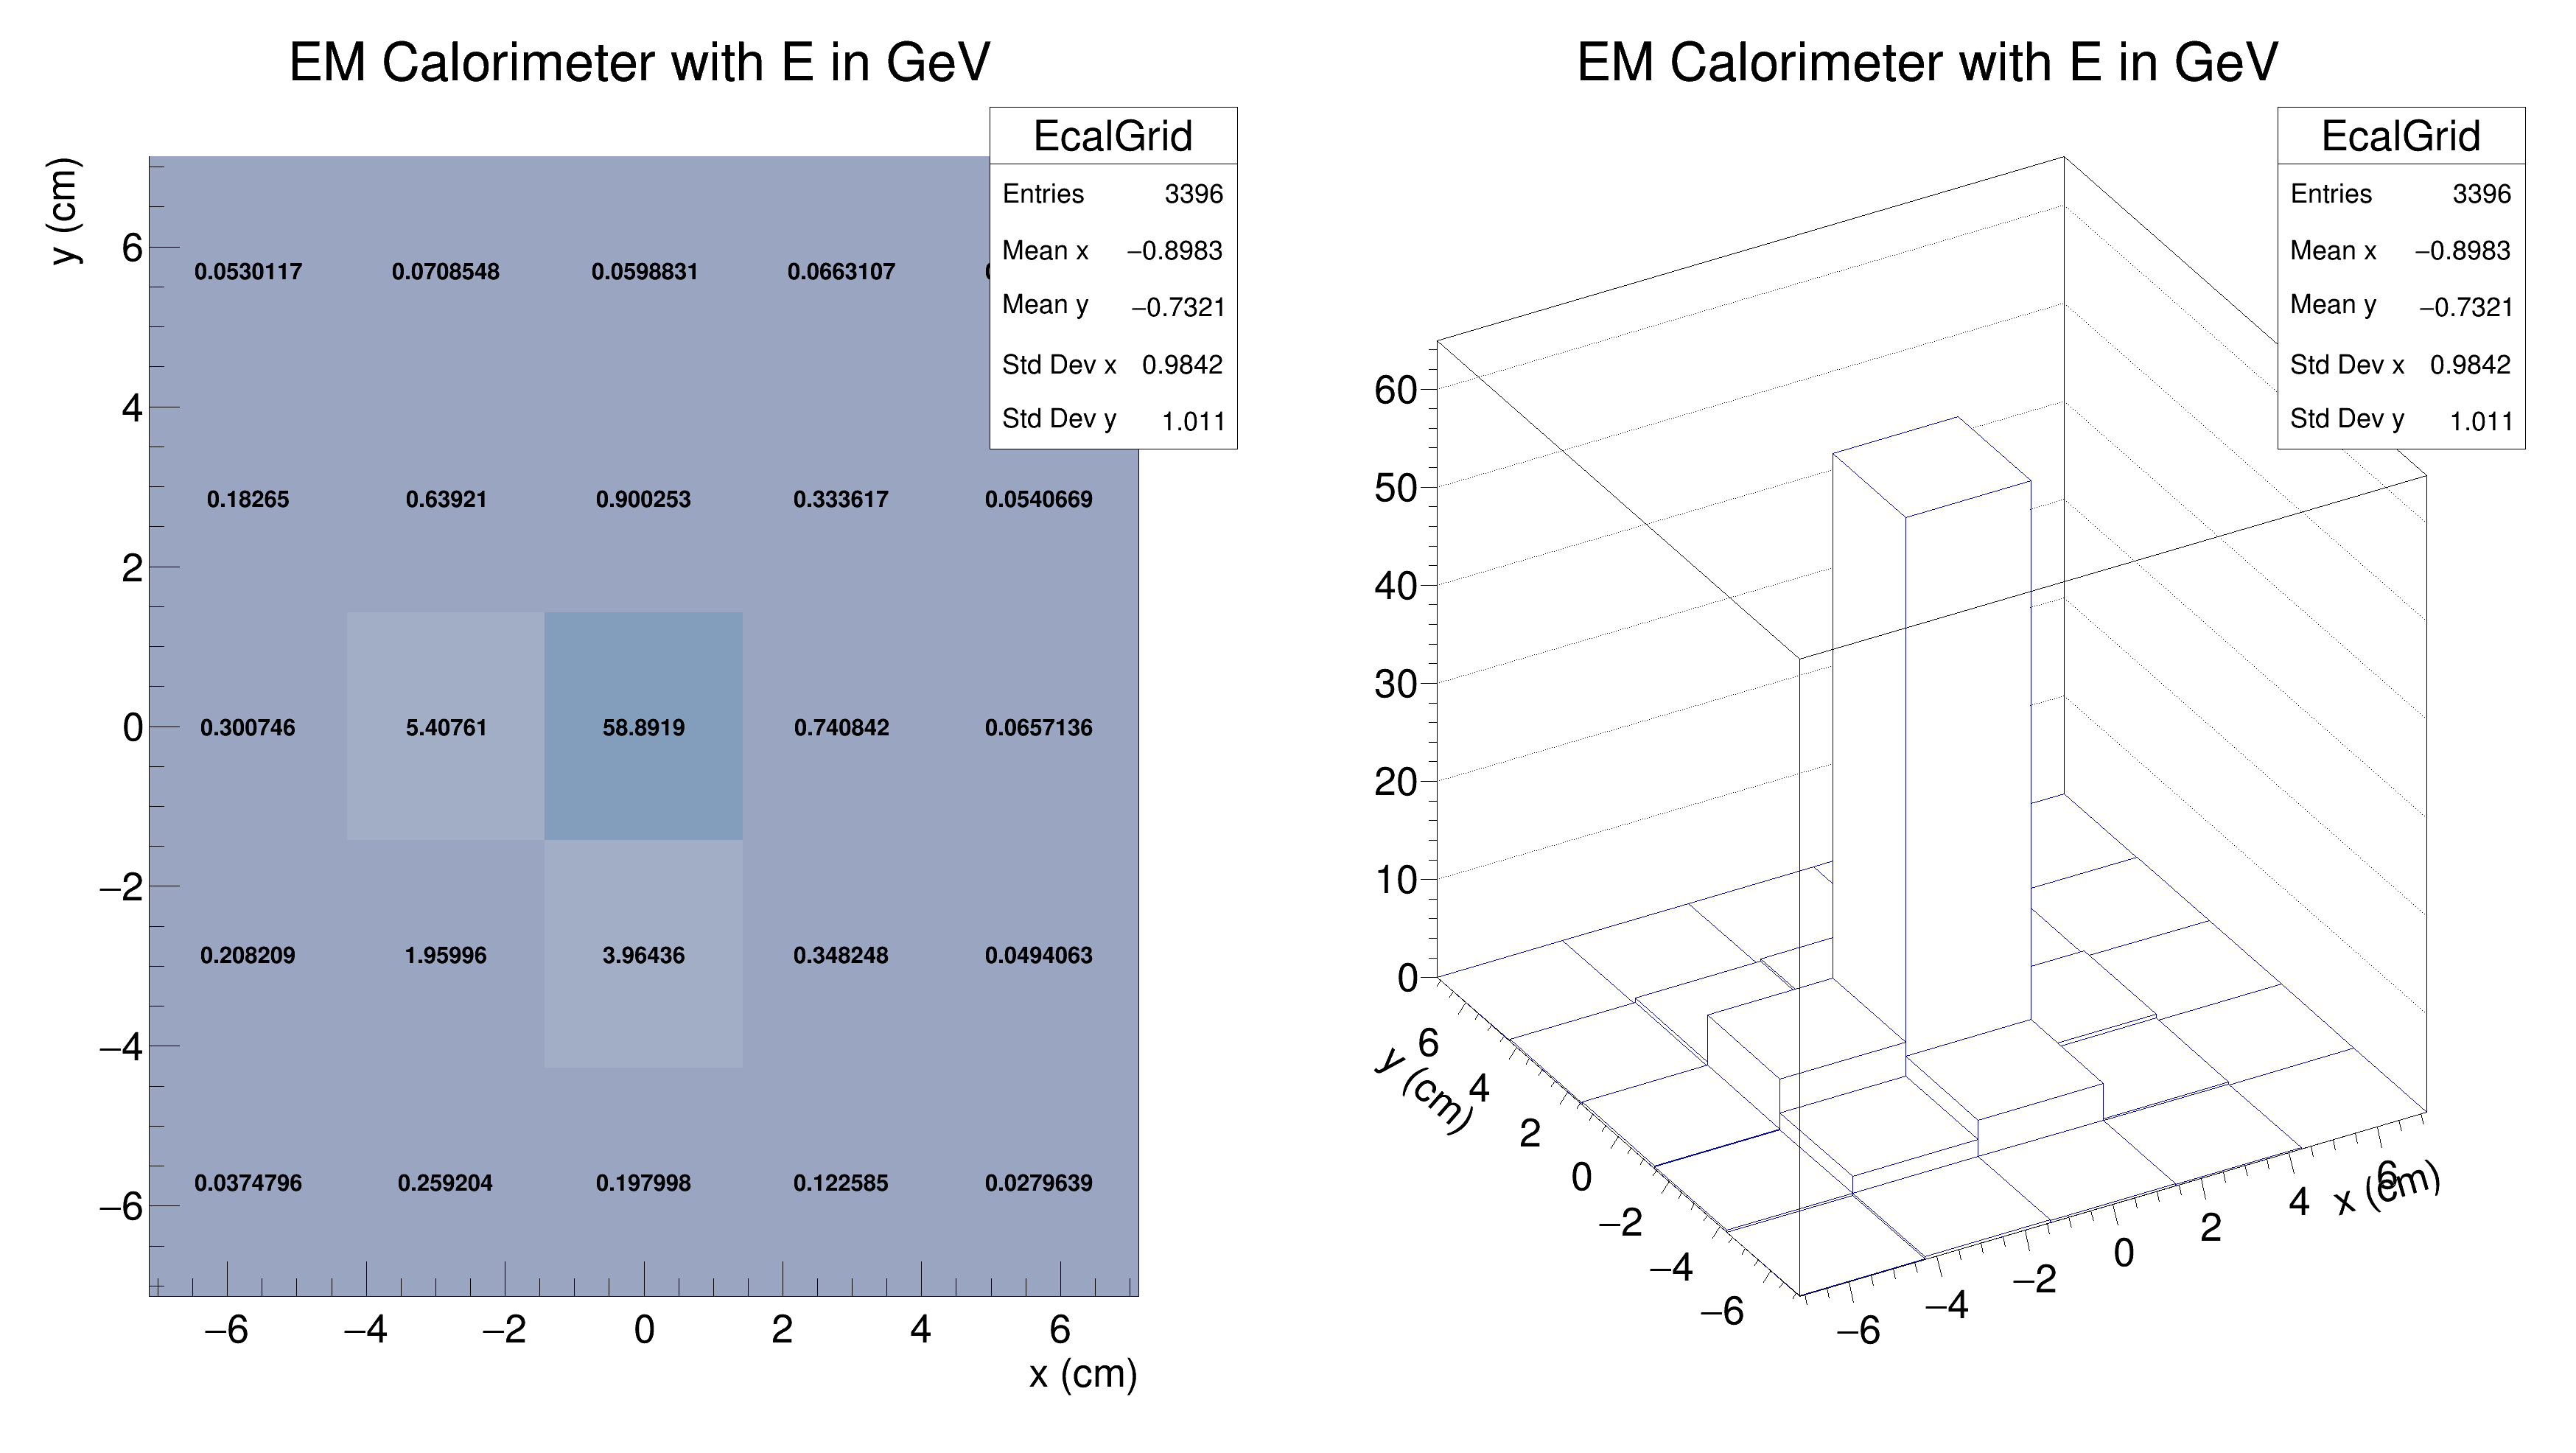 EM Calorimeter with E in GeV
EcalGrid
Entries 3396
Mean x −0.8983
Mean y −0.7321
Std Dev x 0.9842
Std Dev y 1.011
y (cm)
6
4
2
0
−2
−4
−6
0.0530117 0.0708548 0.0598831 0.0663107
0.18265 0.63921 0.900253 0.333617 0.0540669
0.300746 5.40761 58.8919 0.740842 0.0657136
0.208209 1.95996 3.96436 0.348248 0.0494063
0.0374796 0.259204 0.197998 0.122585 0.0279639
−6 −4 −2 0 2 4 6
x (cm)
EM Calorimeter with E in GeV
EcalGrid
Entries 3396
Mean x −0.8983
Mean y −0.7321
Std Dev x 0.9842
Std Dev y 1.011
60
50
40
30
20
10
0
y (cm)
6
4
2
0
−2
−4
−6
−6 −4 −2 0 2 4 6
x (cm)